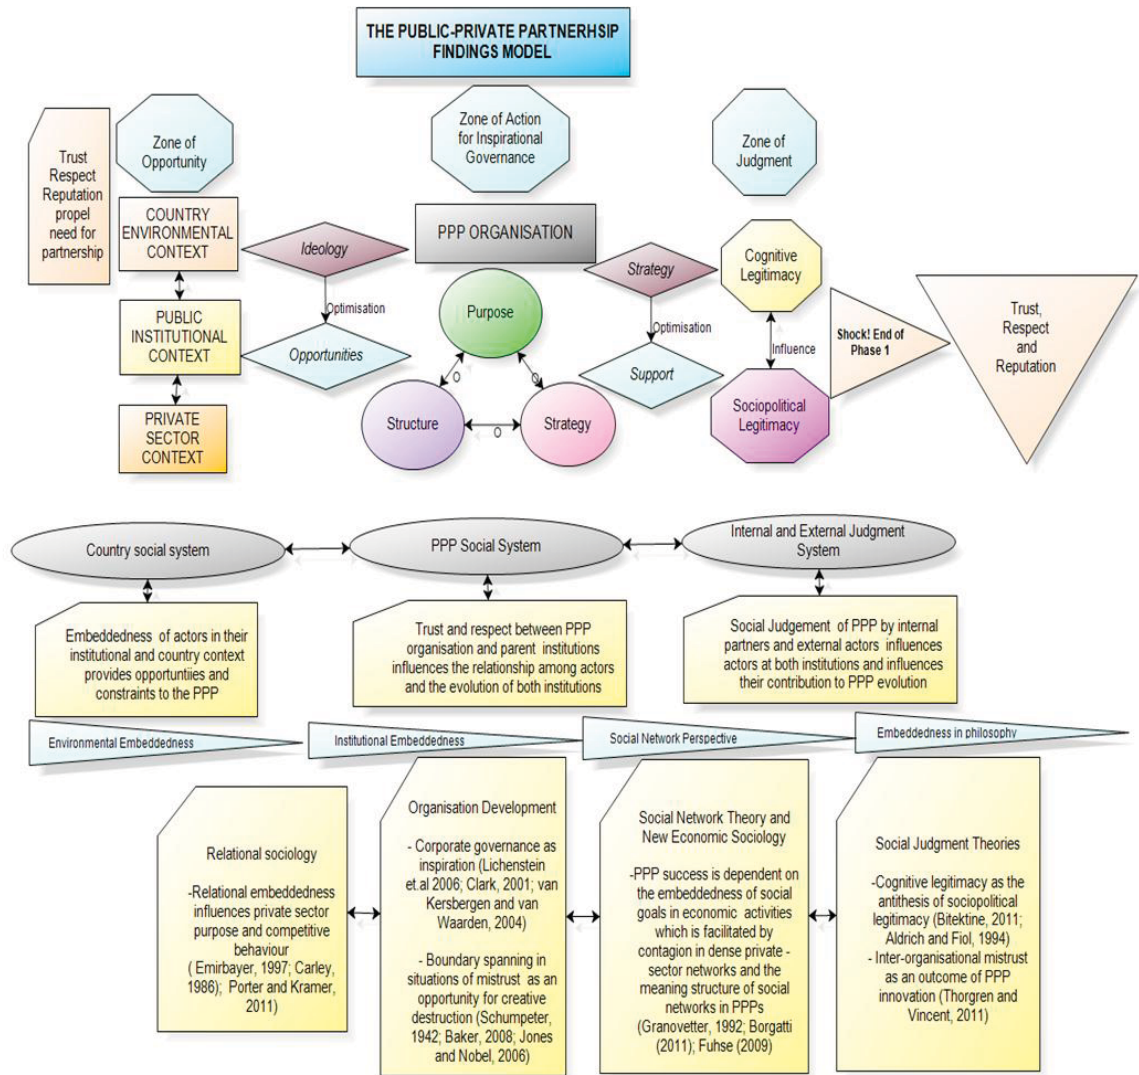 THE PUBLIC-PRIVATE PARTNERHSIP
FINDINGS MODEL
Trust
Respect
Reputation
propel
need for
partnership
Zone of
Opportunity
Zone of Action
for Inspirational
Governance
Zone of
Judgment
COUNTRY
ENVIRONMENTAL
CONTEXT
PUBLIC
INSTITUTIONAL
CONTEXT
PRIVATE
SECTOR
CONTEXT
Ideology
Optimisation
Opportunities
PPP ORGANISATION
Purpose
O
O
Structure
O
Strategy
Strategy
Optimisation
Support
Cognitive
Legitimacy
Influence
Sociopolitical
Legitimacy
Shock! End of
Phase 1
Trust,
Respect
and
Reputation
Country social system
PPP Social System
Internal and External Judgment
System
Embeddedness of actors in their
institutional and country context
provides opportuntiies and
constraints to the PPP
Trust and respect between PPP
organisation and parent institutions
influences the relationship among actors
and the evolution of both institutions
Social Judgement of PPP by internal
partners and external actors influences
actors at both institutions and influences
their contribution to PPP evolution
Environmental Embeddedness
Institutional Embeddedness
Social Network Perspective
Embeddedness in philosophy
Relational sociology
-Relational embeddedness
influences private sector
purpose and competitive
behaviour
( Emirbayer, 1997; Carley,
1986); Porter and Kramer,
2011)
Organisation Development
- Corporate governance as
inspiration (Lichenstein
et.al 2006; Clark, 2001; van
Kersbergen and van
Waarden, 2004)
- Boundary spanning in
situations of mistrust as an
opportunity for creative
destruction (Schumpeter,
1942; Baker, 2008; Jones
and Nobel, 2006)
Social Network Theory and
New Economic Sociology
-PPP success is dependent on
the embeddedness of social
goals in economic activities
which is facilitated by
contagion in dense private -
sector networks and the
meaning structure of social
networks in PPPs
(Granovetter, 1992; Borgatti
(2011); Fuhse (2009)
Social Judgment Theories
-Cognitive legitimacy as the
antithesis of sociopolitical
legitimacy (Bitektine, 2011;
Aldrich and Fiol, 1994)
- Inter-organisational mistrust
as an outcome of PPP
innovation (Thorgren and
Vincent, 2011)